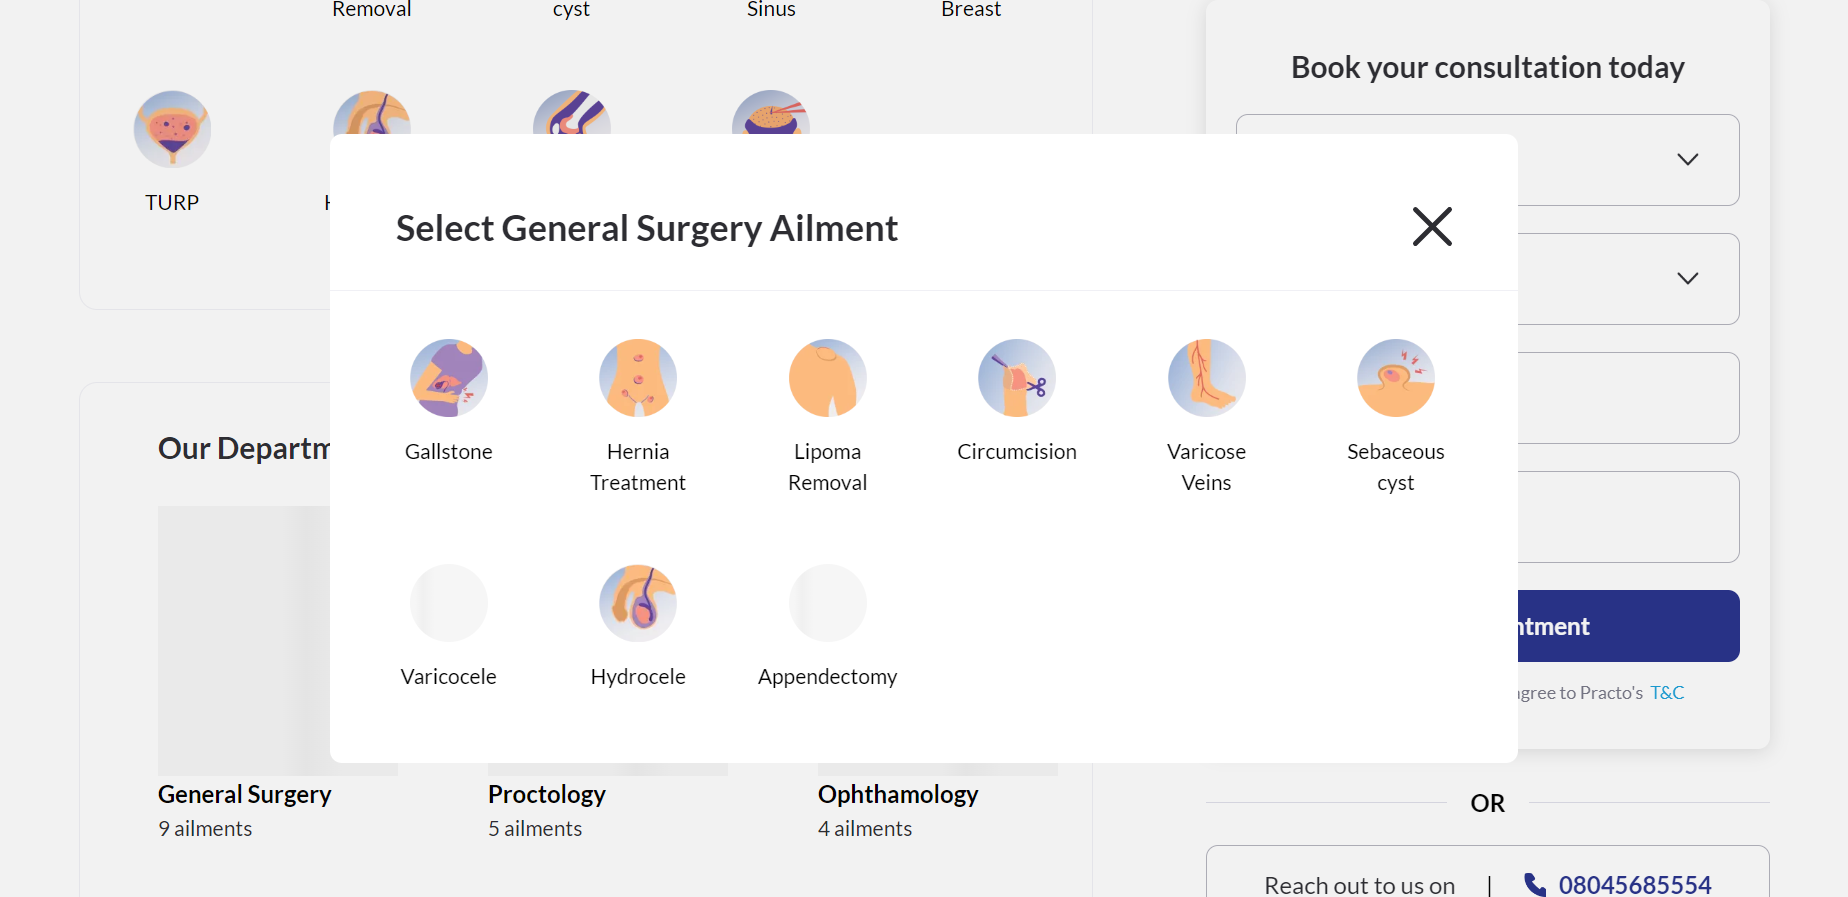 Removal
cyst
Sinus
Breast
TURP
Book your consultation today
Select General Surgery Ailment
Gallstone
Hernia
Treatment
Lipoma
Removal
Circumcision
Varicose
Veins
Sebaceous
cyst
Varicocele
Hydrocele
Appendectomy
Our Departm
ntment
agree to Practo's T&C
General Surgery
9 ailments
Proctology
5 ailments
Ophthamology
4 ailments
OR
Reach out to us on | 08045685554